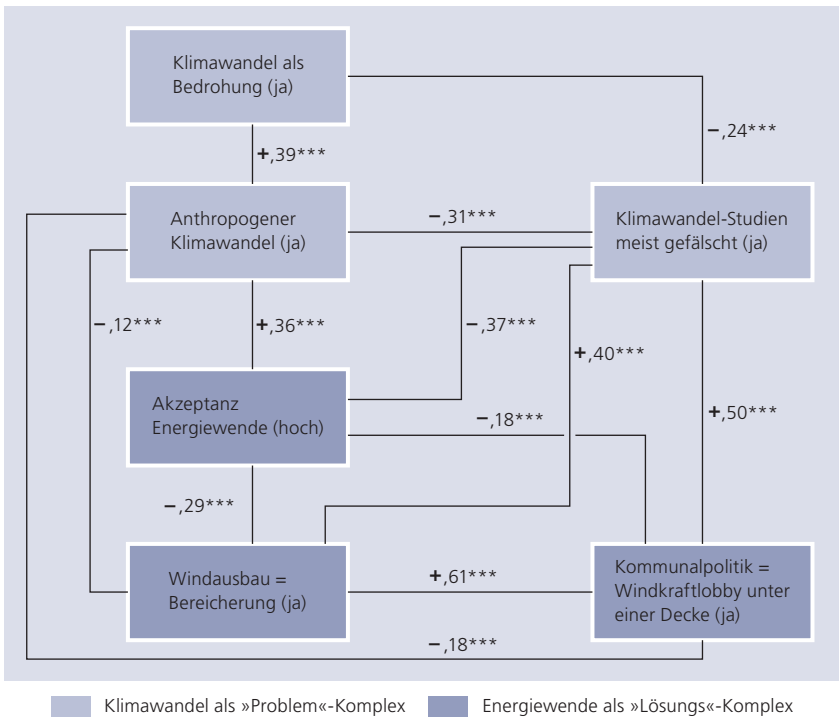 Klimawandel als
Bedrohung (ja)
−,24***
+,39***
Anthropogener
Klimawandel (ja)
−,31***
Klimawandel-Studien
meist gefälscht (ja)
−,12***
+,36***
−,37***
+,40***
Akzeptanz
Energiewende (hoch)
−,18***
+,50***
−,29***
Windausbau =
Bereicherung (ja)
+,61***
Kommunalpolitik =
Windkraftlobby unter
einer Decke (ja)
−,18***
Klimawandel als »Problem«-Komplex
Energiewende als »Lösungs«-Komplex